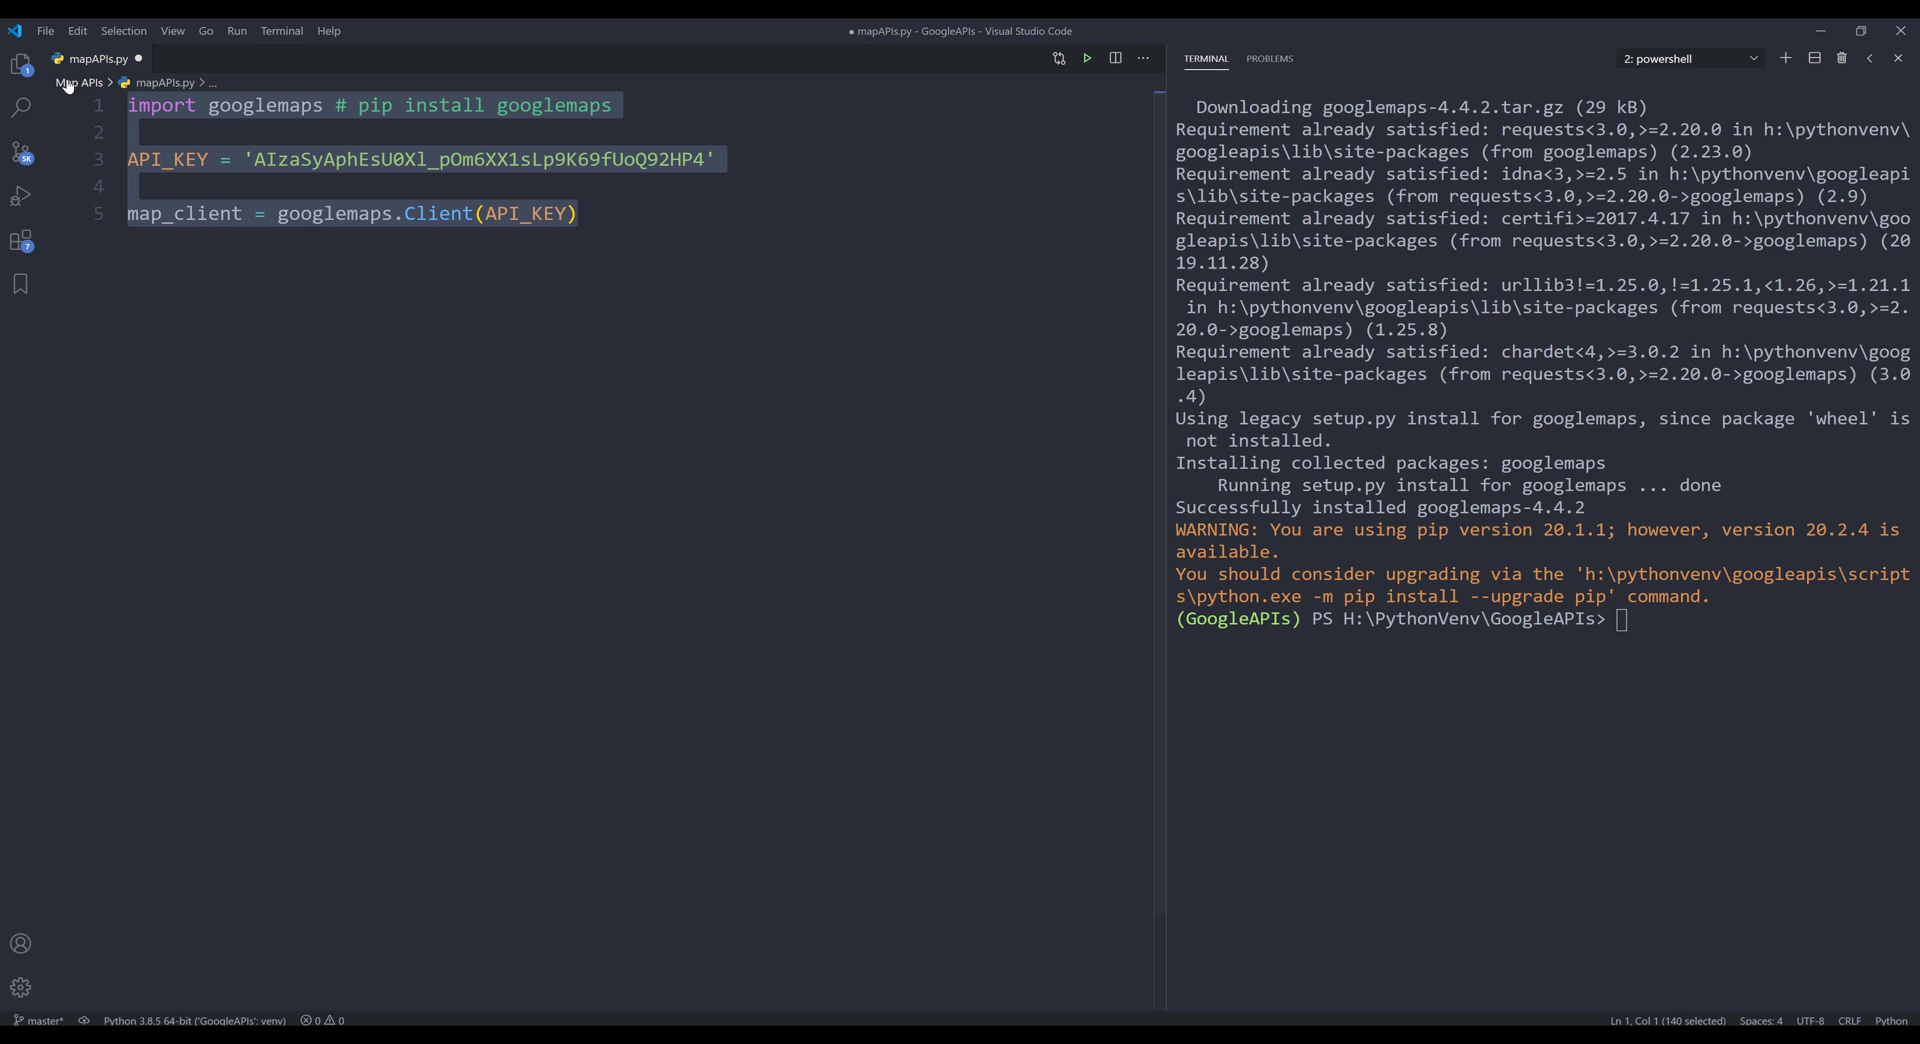 File Edit Selection View Go Run Terminal Help
● mapAPIs.py - GoogleAPIs - Visual Studio Code
mapAPIs.py ●
Map APIs > mapAPIs.py > ...
1 import googlemaps # pip install googlemaps
2
3 API_KEY = 'AIzaSyAphEsU0Xl_pOm6XX1sLp9K69fUoQ92HP4'
4
5 map_client = googlemaps.Client(API_KEY)
1
5K
7
TERMINAL PROBLEMS
2: powershell
Downloading googlemaps-4.4.2.tar.gz (29 kB)
Requirement already satisfied: requests<3.0,>=2.20.0 in h:\pythonvenv\
googleapis\lib\site-packages (from googlemaps) (2.23.0)
Requirement already satisfied: idna<3,>=2.5 in h:\pythonvenv\googleapi
s\lib\site-packages (from requests<3.0,>=2.20.0->googlemaps) (2.9)
Requirement already satisfied: certifi>=2017.4.17 in h:\pythonvenv\goo
gleapis\lib\site-packages (from requests<3.0,>=2.20.0->googlemaps) (20
19.11.28)
Requirement already satisfied: urllib3!=1.25.0,!=1.25.1,<1.26,>=1.21.1
in h:\pythonvenv\googleapis\lib\site-packages (from requests<3.0,>=2.
20.0->googlemaps) (1.25.8)
Requirement already satisfied: chardet<4,>=3.0.2 in h:\pythonvenv\goog
leapis\lib\site-packages (from requests<3.0,>=2.20.0->googlemaps) (3.0
.4)
Using legacy setup.py install for googlemaps, since package 'wheel' is
not installed.
Installing collected packages: googlemaps
Running setup.py install for googlemaps ... done
Successfully installed googlemaps-4.4.2
WARNING: You are using pip version 20.1.1; however, version 20.2.4 is
available.
You should consider upgrading via the 'h:\pythonvenv\googleapis\script
s\python.exe -m pip install --upgrade pip' command.
(GoogleAPIs) PS H:\PythonVenv\GoogleAPIs>
master* Python 3.8.5 64-bit ('GoogleAPIs': venv) 0 0
Ln 1, Col 1 (140 selected) Spaces: 4 UTF-8 CRLF Python